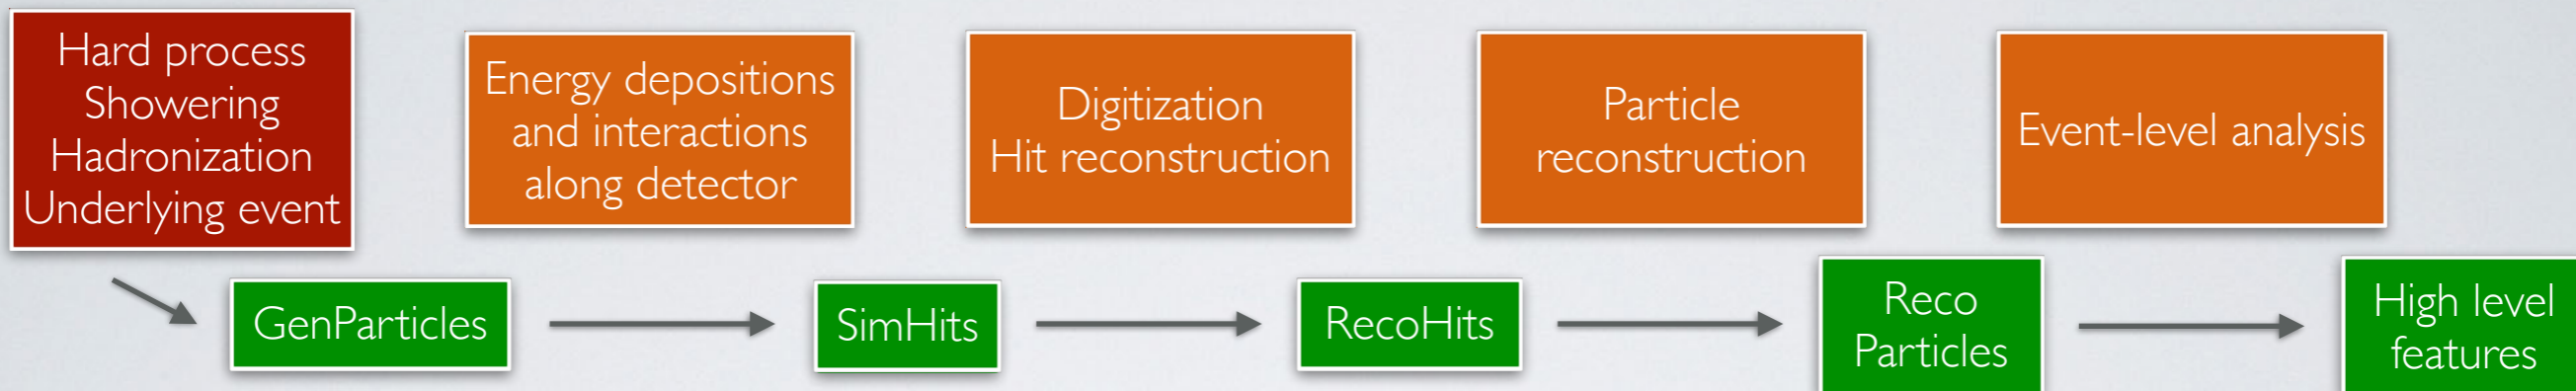 Hard process
Showering
Hadronization
Underlying event
Energy depositions
and interactions
along detector
Digitization
Hit reconstruction
Particle
reconstruction
Event-level analysis
GenParticles
SimHits
RecoHits
Reco
Particles
High level
features